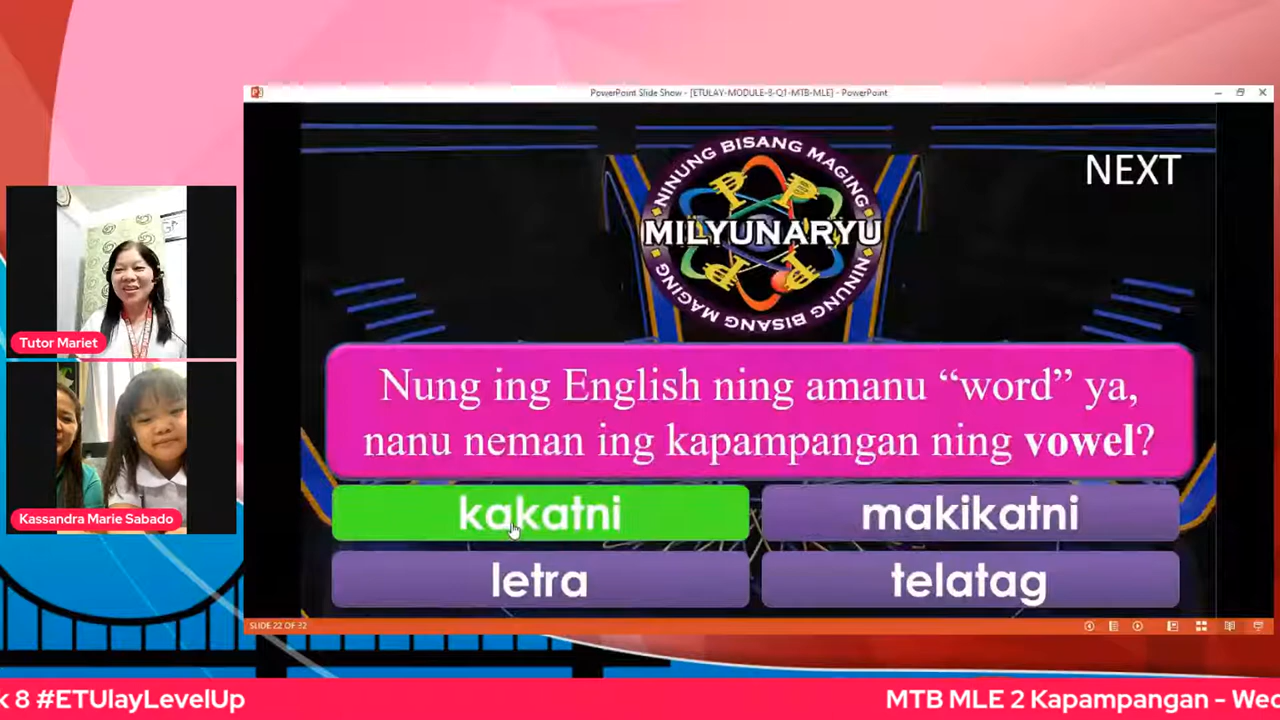 PowerPoint Slide Show - [ETULAY-MODULE-8-Q1-MTB-MLE] - PowerPoint
NINUNG BISANG MAGING
MILYUNARYU
NINUNG BISANG MAGING
NEXT
Nung ing English ning amanu “word” ya,
nanu neman ing kapampangan ning vowel?
kakatni
makikatni
letra
telatag
SLIDE 22 OF 32
Tutor Mariet
Kassandra Marie Sabado
k 8 #ETUlayLevelUp
MTB MLE 2 Kapampangan - Wed